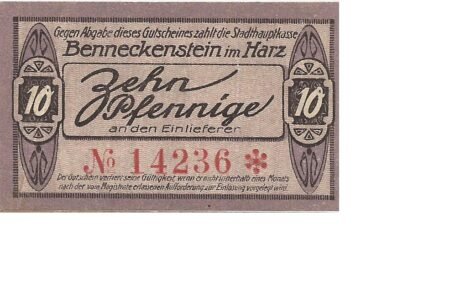 Gegen Abgabe dieses Gutscheines zahlt die Stadthauptkasse
Benneckenstein im Harz
10 Zehn Pfennige 10
an den Einlieferer
№ 14236 *
Der Gutschein verliert seine Gültigkeit, wenn er nicht innerhalb eines Monats
nach der vom Magistrate erlassenen Aufforderung zur Einlösung vorgelegt wird.